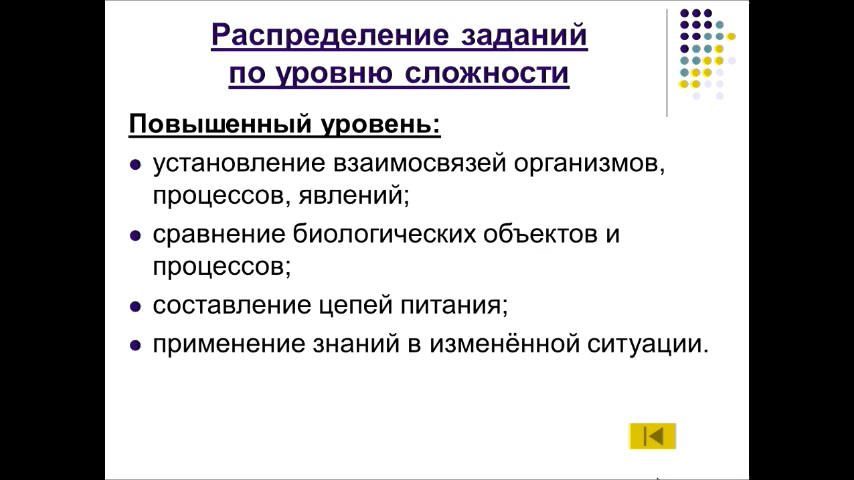 Распределение заданий
по уровню сложности
Повышенный уровень:
установление взаимосвязей организмов,
процессов, явлений;
сравнение биологических объектов и
процессов;
составление цепей питания;
применение знаний в изменённой ситуации.